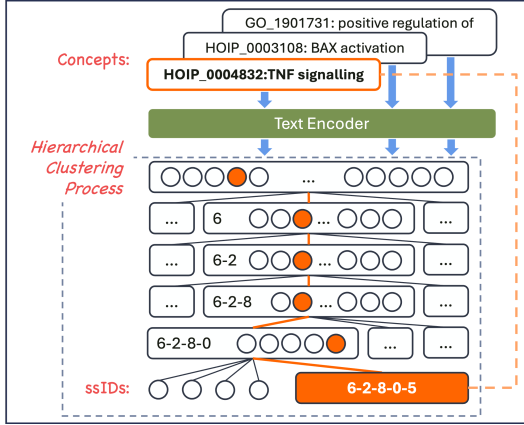 GO_1901731: positive regulation of
HOIP_0003108: BAX activation
Concepts:
HOIP_0004832:TNF signalling
Text Encoder
Hierarchical
Clustering
Process
...
... 6 ... ...
... 6-2 ... ...
... 6-2-8 ... ...
6-2-8-0 ... ...
ssIDs:
6-2-8-0-5